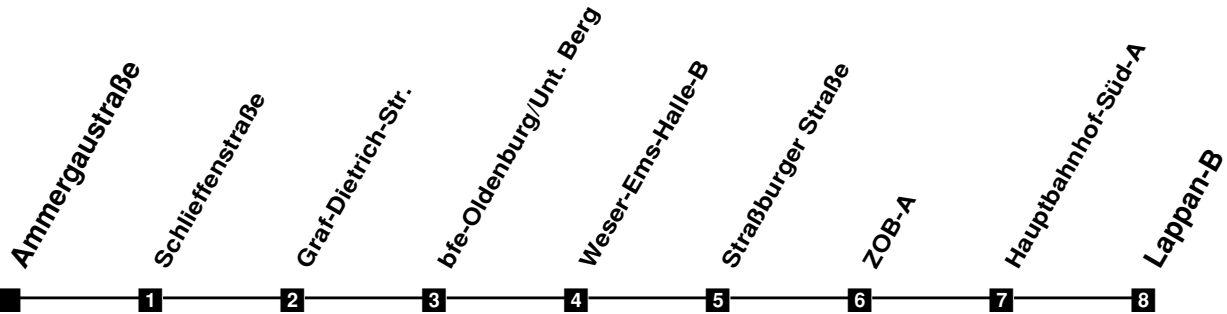 Ammergaustraße
Schlieffenstraße
Graf-Dietrich-Str.
bfe-Oldenburg/Unt. Berg
Weser-Ems-Halle-B
Straßburger Straße
ZOB-A
Hauptbahnhof-Süd-A
Lappan-B
1 2 3 4 5 6 7 8